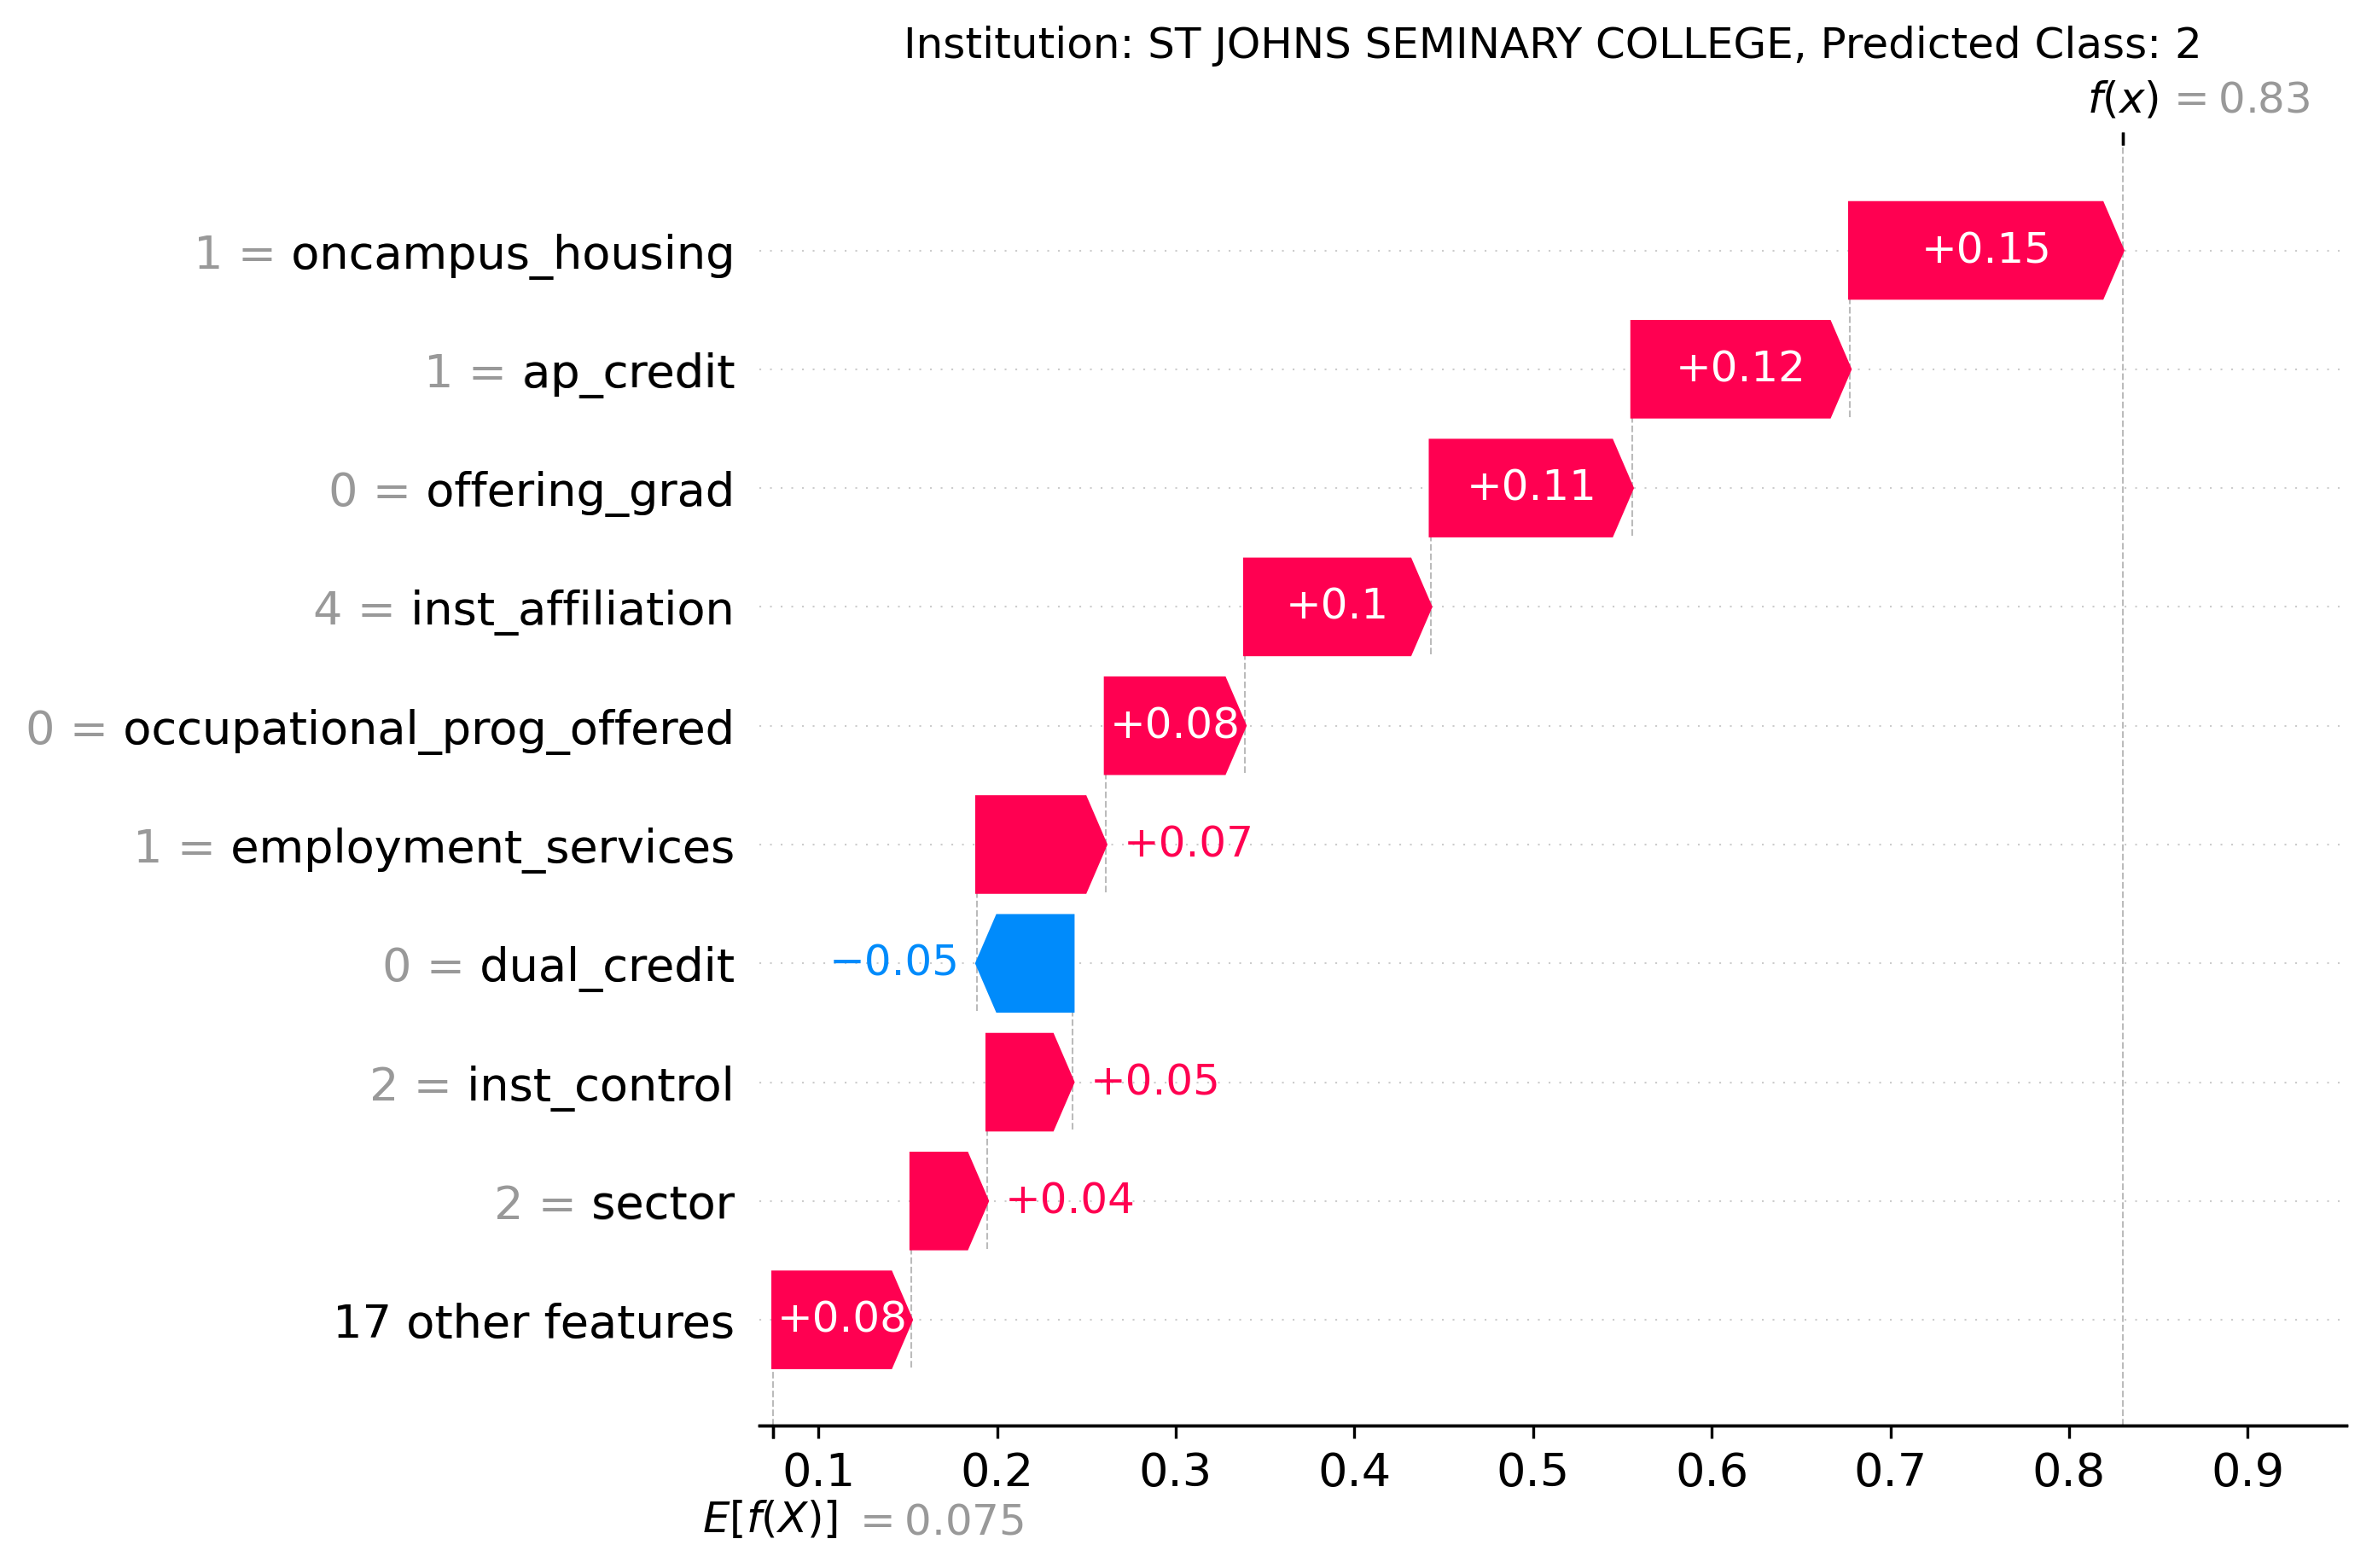 Institution: ST JOHNS SEMINARY COLLEGE, Predicted Class: 2
f(x) = 0.83
1 = oncampus_housing +0.15
1 = ap_credit +0.12
0 = offering_grad +0.11
4 = inst_affiliation +0.1
0 = occupational_prog_offered +0.08
1 = employment_services +0.07
0 = dual_credit −0.05
2 = inst_control +0.05
2 = sector +0.04
17 other features +0.08
0.1 0.2 0.3 0.4 0.5 0.6 0.7 0.8 0.9
E[f(X)] = 0.075